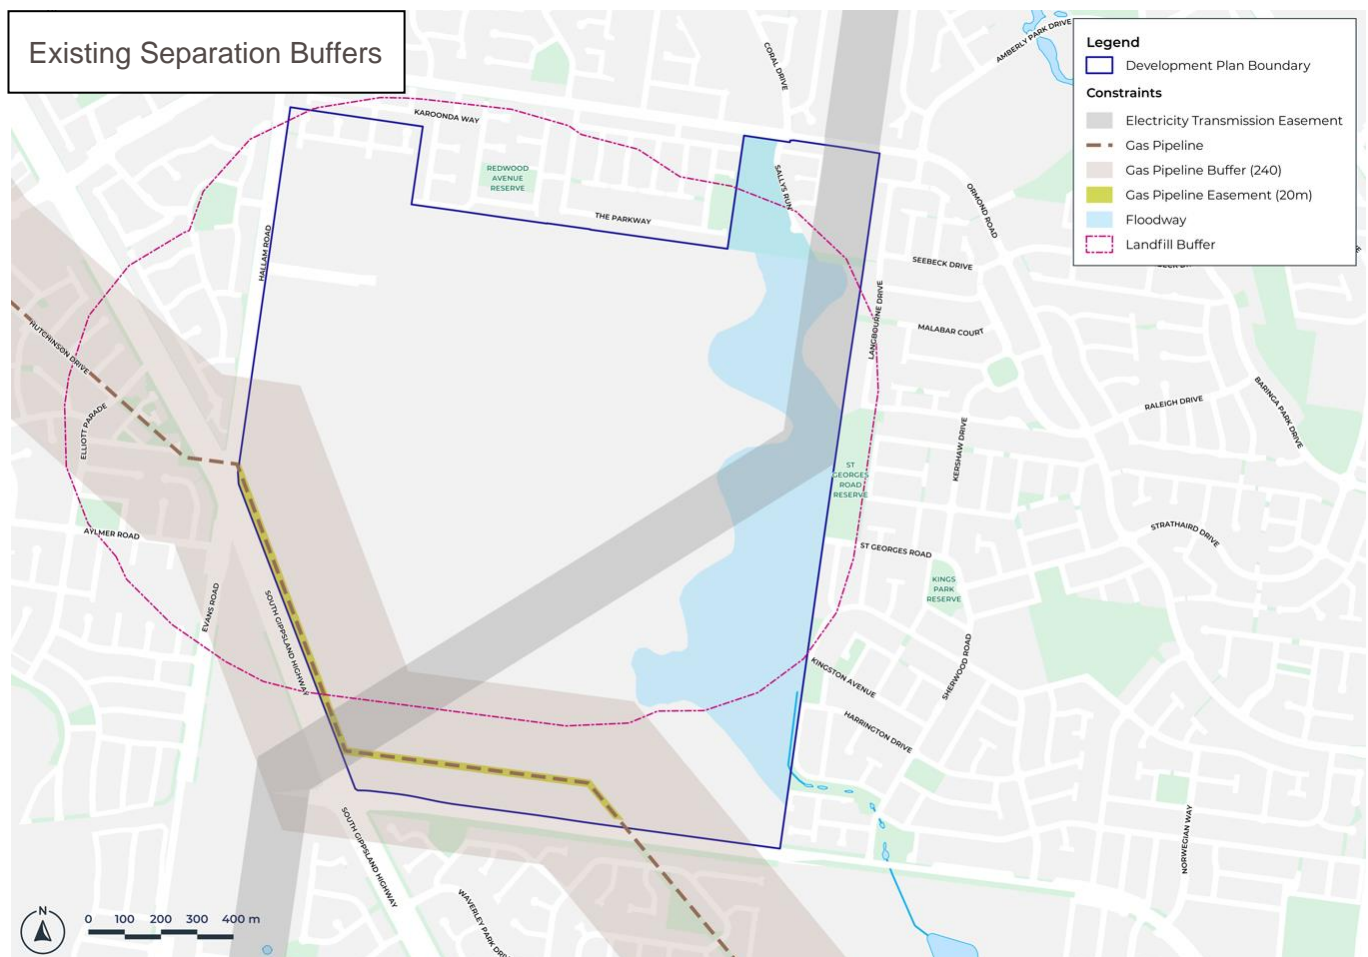 Existing Separation Buffers
Legend
Development Plan Boundary
Constraints
Electricity Transmission Easement
Gas Pipeline
Gas Pipeline Buffer (240)
Gas Pipeline Easement (20m)
Floodway
Landfill Buffer
AMBERLY PARK DRIVE
CORAL DRIVE
KAROONDA WAY
REDWOOD
AVENUE
RESERVE
SALLYS RUN
ORMOND ROAD
THE PARKWAY
HALLAM ROAD
SEEBECK DRIVE
LANGBOURNE DRIVE
MALABAR COURT
HUTCHINSON DRIVE
ELLIOTT PARADE
RALEIGH DRIVE
BARINGA PARK DRIVE
KERSHAW DRIVE
ST
GEORGES
ROAD
RESERVE
AYLMER ROAD
STRATHAIRD DRIVE
ST GEORGES ROAD
KINGS
PARK
RESERVE
EVANS ROAD
SOUTH GIPPSLAND HIGHWAY
SHERWOOD ROAD
KINGSTON AVENUE
HARRINGTON DRIVE
SOUTH GIPPSLAND HIGHWAY
NORWEGIAN WAY
WAVERLEY PARK DR
N
0 100 200 300 400 m